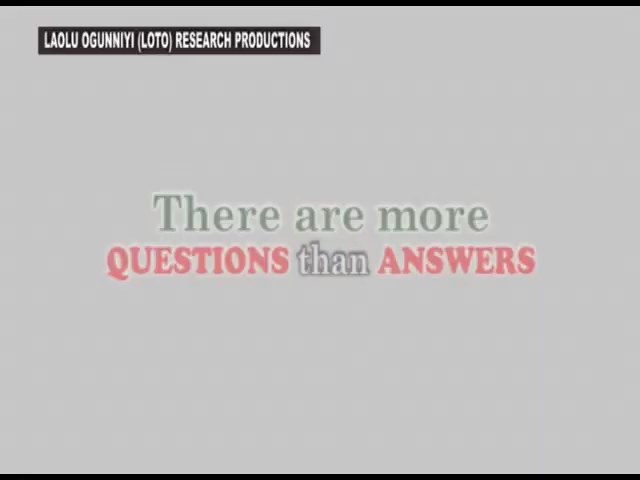 LAOLU OGUNNIYI (LOTO) RESEARCH PRODUCTIONS
There are more
QUESTIONS than ANSWERS